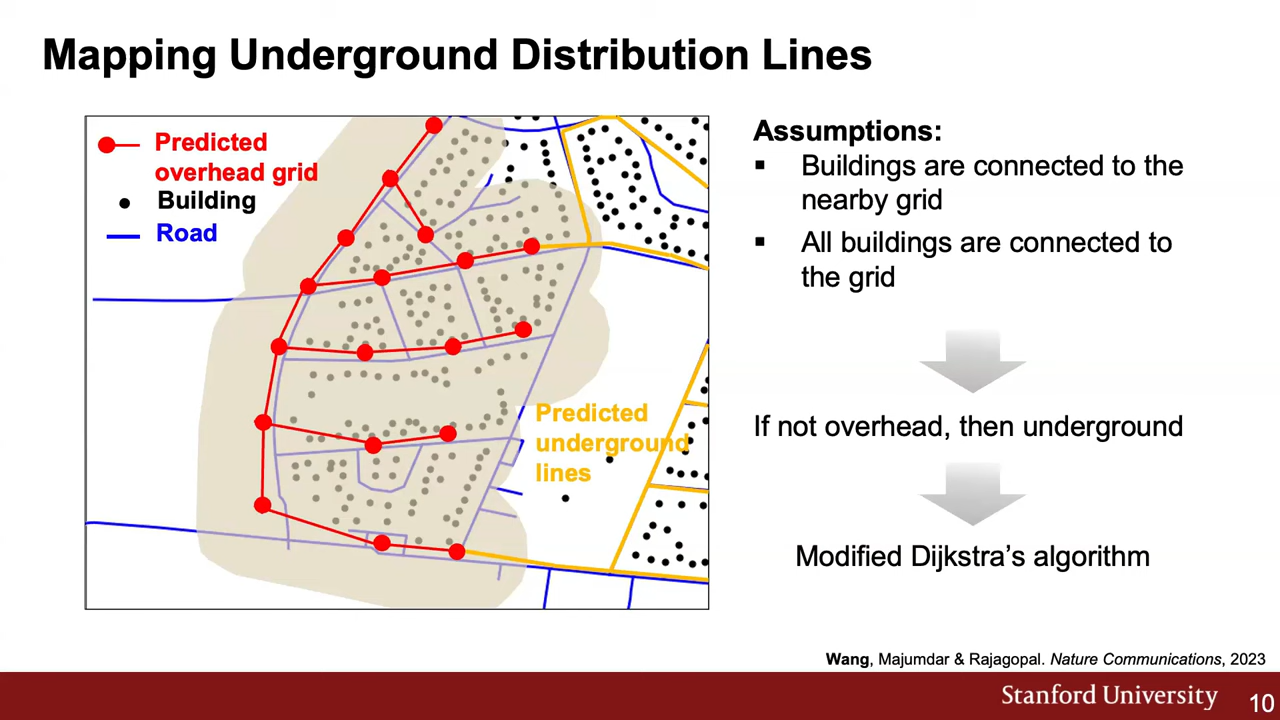 Mapping Underground Distribution Lines
Predicted
overhead grid
Building
Road
Predicted
underground
lines
Assumptions:
▪ Buildings are connected to the
nearby grid
▪ All buildings are connected to
the grid
If not overhead, then underground
Modified Dijkstra’s algorithm
Wang, Majumdar & Rajagopal. Nature Communications, 2023
Stanford University
10